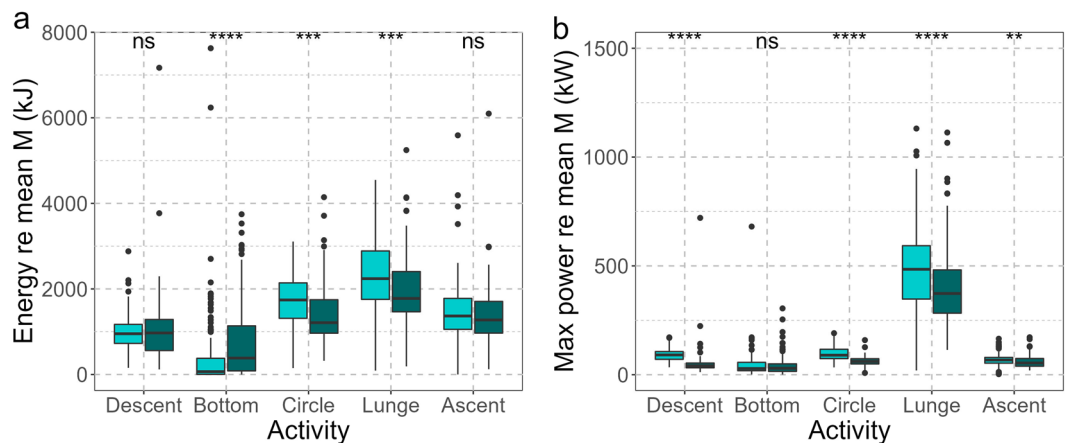 a
8000
6000
4000
2000
0
Energy re mean M (kJ)
ns **** *** *** ns
Descent Bottom Circle Lunge Ascent
Activity
b
1500
1000
500
0
Max power re mean M (kW)
**** ns **** **** **
Descent Bottom Circle Lunge Ascent
Activity